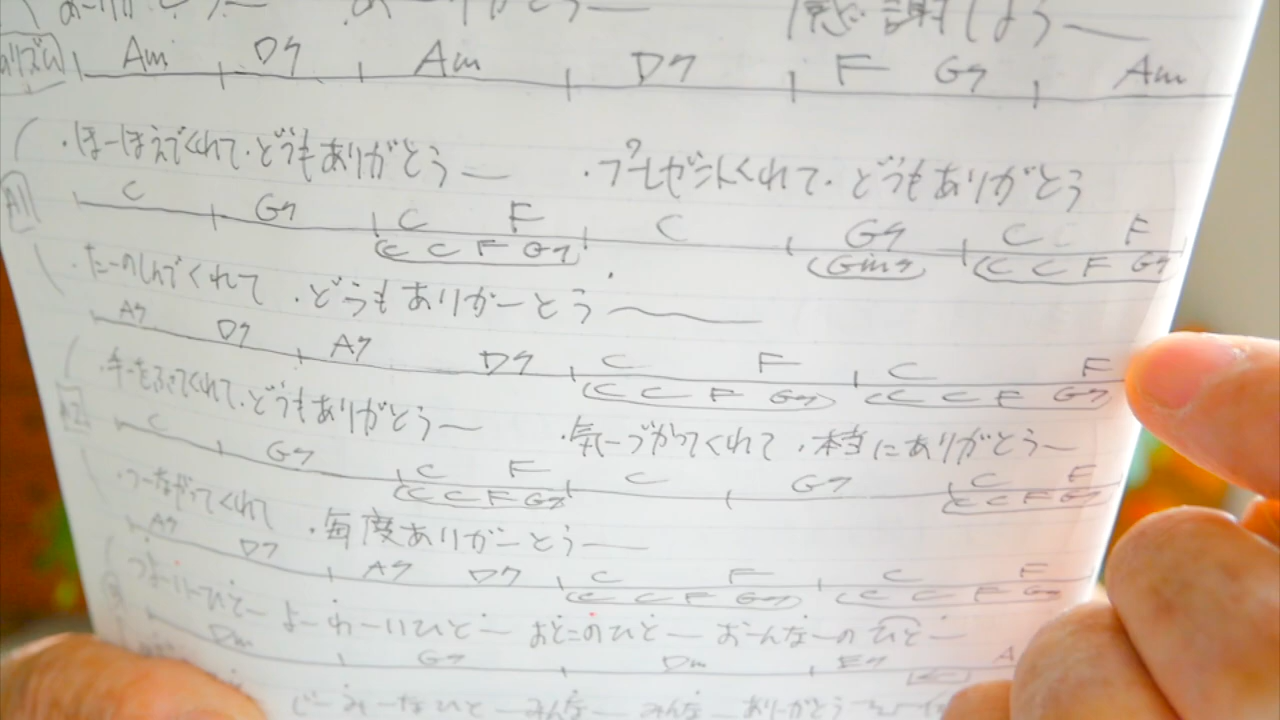 あーりがとうー 感謝しようー
Am D7 Am D7 F G7 Am
・ほーほえでくれて・どうもありがとうー ・プレゼントくれて・どうもありがとう
A1 C G7 C F C G7 C F
C C F G7 Gm7 C C F G7
たーのしんでくれて ・どうもありがーとうー
A7 D7 A7 D7 C F C F
C C F G7 C C F G7
・手をふってくれて・どうもありがとうー ・気ーづかってくれて ・本当にありがとうー
A2 C G7 C F C G7 C F
C C F G7 C C F G7
・つーながってくれて ・毎度ありがーとうー
A7 D7 A7 D7 C F C F
C C F G7 C C F G7
つよーいーひとー よーわーいひとー おとこのひとー おーんなーの ひとー
Dm G7 Dm E7 A
みんなー みんなー ありがとうー